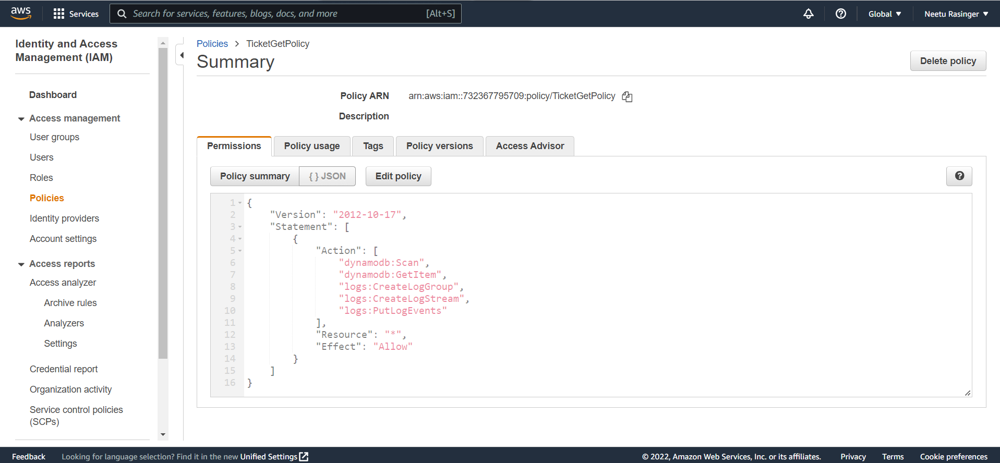 aws
Services
Search for services, features, blogs, docs, and more
[Alt+S]
Global
Neetu Rasinger
Identity and Access
Management (IAM)
Dashboard
Access management
User groups
Users
Roles
Policies
Identity providers
Account settings
Access reports
Access analyzer
Archive rules
Analyzers
Settings
Credential report
Organization activity
Service control policies
(SCPs)
Policies > TicketGetPolicy
Summary
Delete policy
Policy ARN arn:aws:iam::732367795709:policy/TicketGetPolicy
Description
Permissions
Policy usage
Tags
Policy versions
Access Advisor
Policy summary
{ } JSON
Edit policy
1 {
2 "Version": "2012-10-17",
3 "Statement": [
4 {
5 "Action": [
6 "dynamodb:Scan",
7 "dynamodb:GetItem",
8 "logs:CreateLogGroup",
9 "logs:CreateLogStream",
10 "logs:PutLogEvents"
11 ],
12 "Resource": "*",
13 "Effect": "Allow"
14 }
15 ]
16 }
Feedback
Looking for language selection? Find it in the new Unified Settings
© 2022, Amazon Web Services, Inc. or its affiliates.
Privacy
Terms
Cookie preferences